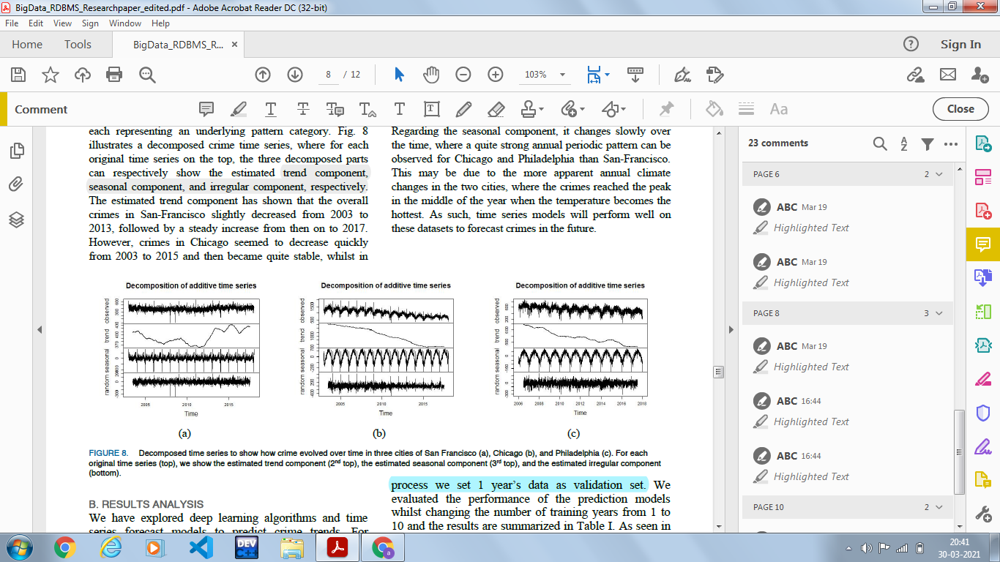 BigData_RDBMS_Researchpaper_edited.pdf - Adobe Acrobat Reader DC (32-bit)
File Edit View Sign Window Help
Home Tools BigData_RDBMS_R... × Sign In
8 / 12 103%
Comment Aa Close
each representing an underlying pattern category. Fig. 8
illustrates a decomposed crime time series, where for each
original time series on the top, the three decomposed parts
can respectively show the estimated trend component,
seasonal component, and irregular component, respectively.
The estimated trend component has shown that the overall
crimes in San-Francisco slightly decreased from 2003 to
2013, followed by a steady increase from then on to 2017.
However, crimes in Chicago seemed to decrease quickly
from 2003 to 2015 and then became quite stable, whilst in
Regarding the seasonal component, it changes slowly over
the time, where a quite strong annual periodic pattern can be
observed for Chicago and Philadelphia than San-Francisco.
This may be due to the more apparent annual climate
changes in the two cities, where the crimes reached the peak
in the middle of the year when the temperature becomes the
hottest. As such, time series models will perform well on
these datasets to forecast crimes in the future.
Decomposition of additive time series
observed
trend
seasonal
random
2005 2010 2015
Time
(a)
Decomposition of additive time series
observed
trend
seasonal
random
2005 2010 2015
Time
(b)
Decomposition of additive time series
observed
trend
seasonal
random
2006 2008 2010 2012 2014 2016 2018
Time
(c)
FIGURE 8. Decomposed time series to show how crime evolved over time in three cities of San Francisco (a), Chicago (b), and Philadelphia (c). For each
original time series (top), we show the estimated trend component (2nd top), the estimated seasonal component (3rd top), and the estimated irregular component
(bottom).
B. RESULTS ANALYSIS
We have explored deep learning algorithms and time
series forecast models to predict crime trends. For
process we set 1 year's data as validation set. We
evaluated the performance of the prediction models
whilst changing the number of training years from 1 to
10 and the results are summarized in Table I. As seen in
23 comments
PAGE 6 2
ABC Mar 19
Highlighted Text
ABC Mar 19
Highlighted Text
PAGE 8 3
ABC Mar 19
Highlighted Text
ABC 16:44
Highlighted Text
ABC 16:44
Highlighted Text
PAGE 10 2
DEV
C++
a
20:41
30-03-2021